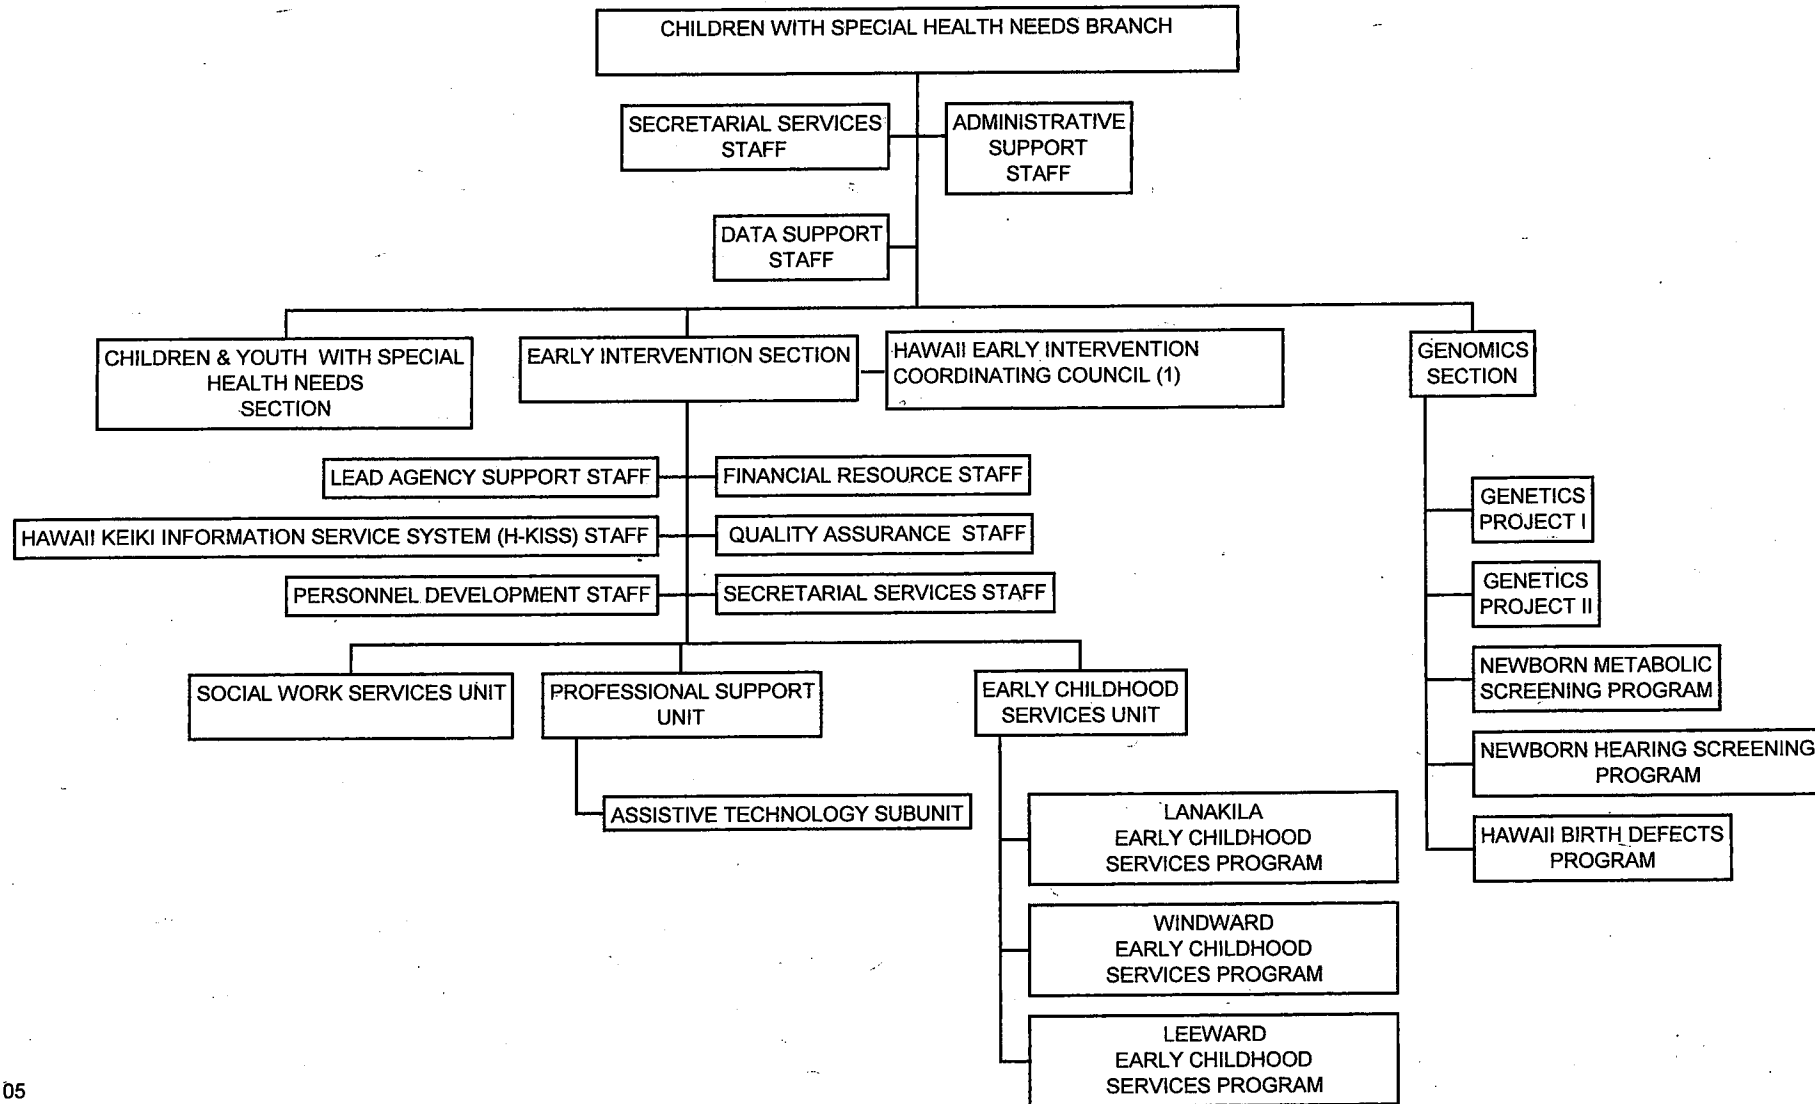 CHILDREN WITH SPECIAL HEALTH NEEDS BRANCH
SECRETARIAL SERVICES
STAFF
ADMINISTRATIVE
SUPPORT
STAFF
DATA SUPPORT
STAFF
CHILDREN & YOUTH WITH SPECIAL
HEALTH NEEDS
SECTION
EARLY INTERVENTION SECTION
HAWAII EARLY INTERVENTION
COORDINATING COUNCIL (1)
GENOMICS
SECTION
LEAD AGENCY SUPPORT STAFF
FINANCIAL RESOURCE STAFF
HAWAII KEIKI INFORMATION SERVICE SYSTEM (H-KISS) STAFF
QUALITY ASSURANCE STAFF
PERSONNEL DEVELOPMENT STAFF
SECRETARIAL SERVICES STAFF
GENETICS
PROJECT I
GENETICS
PROJECT II
NEWBORN METABOLIC
SCREENING PROGRAM
NEWBORN HEARING SCREENING
PROGRAM
HAWAII BIRTH DEFECTS
PROGRAM
SOCIAL WORK SERVICES UNIT
PROFESSIONAL SUPPORT
UNIT
EARLY CHILDHOOD
SERVICES UNIT
ASSISTIVE TECHNOLOGY SUBUNIT
LANAKILA
EARLY CHILDHOOD
SERVICES PROGRAM
WINDWARD
EARLY CHILDHOOD
SERVICES PROGRAM
LEEWARD
EARLY CHILDHOOD
SERVICES PROGRAM
05